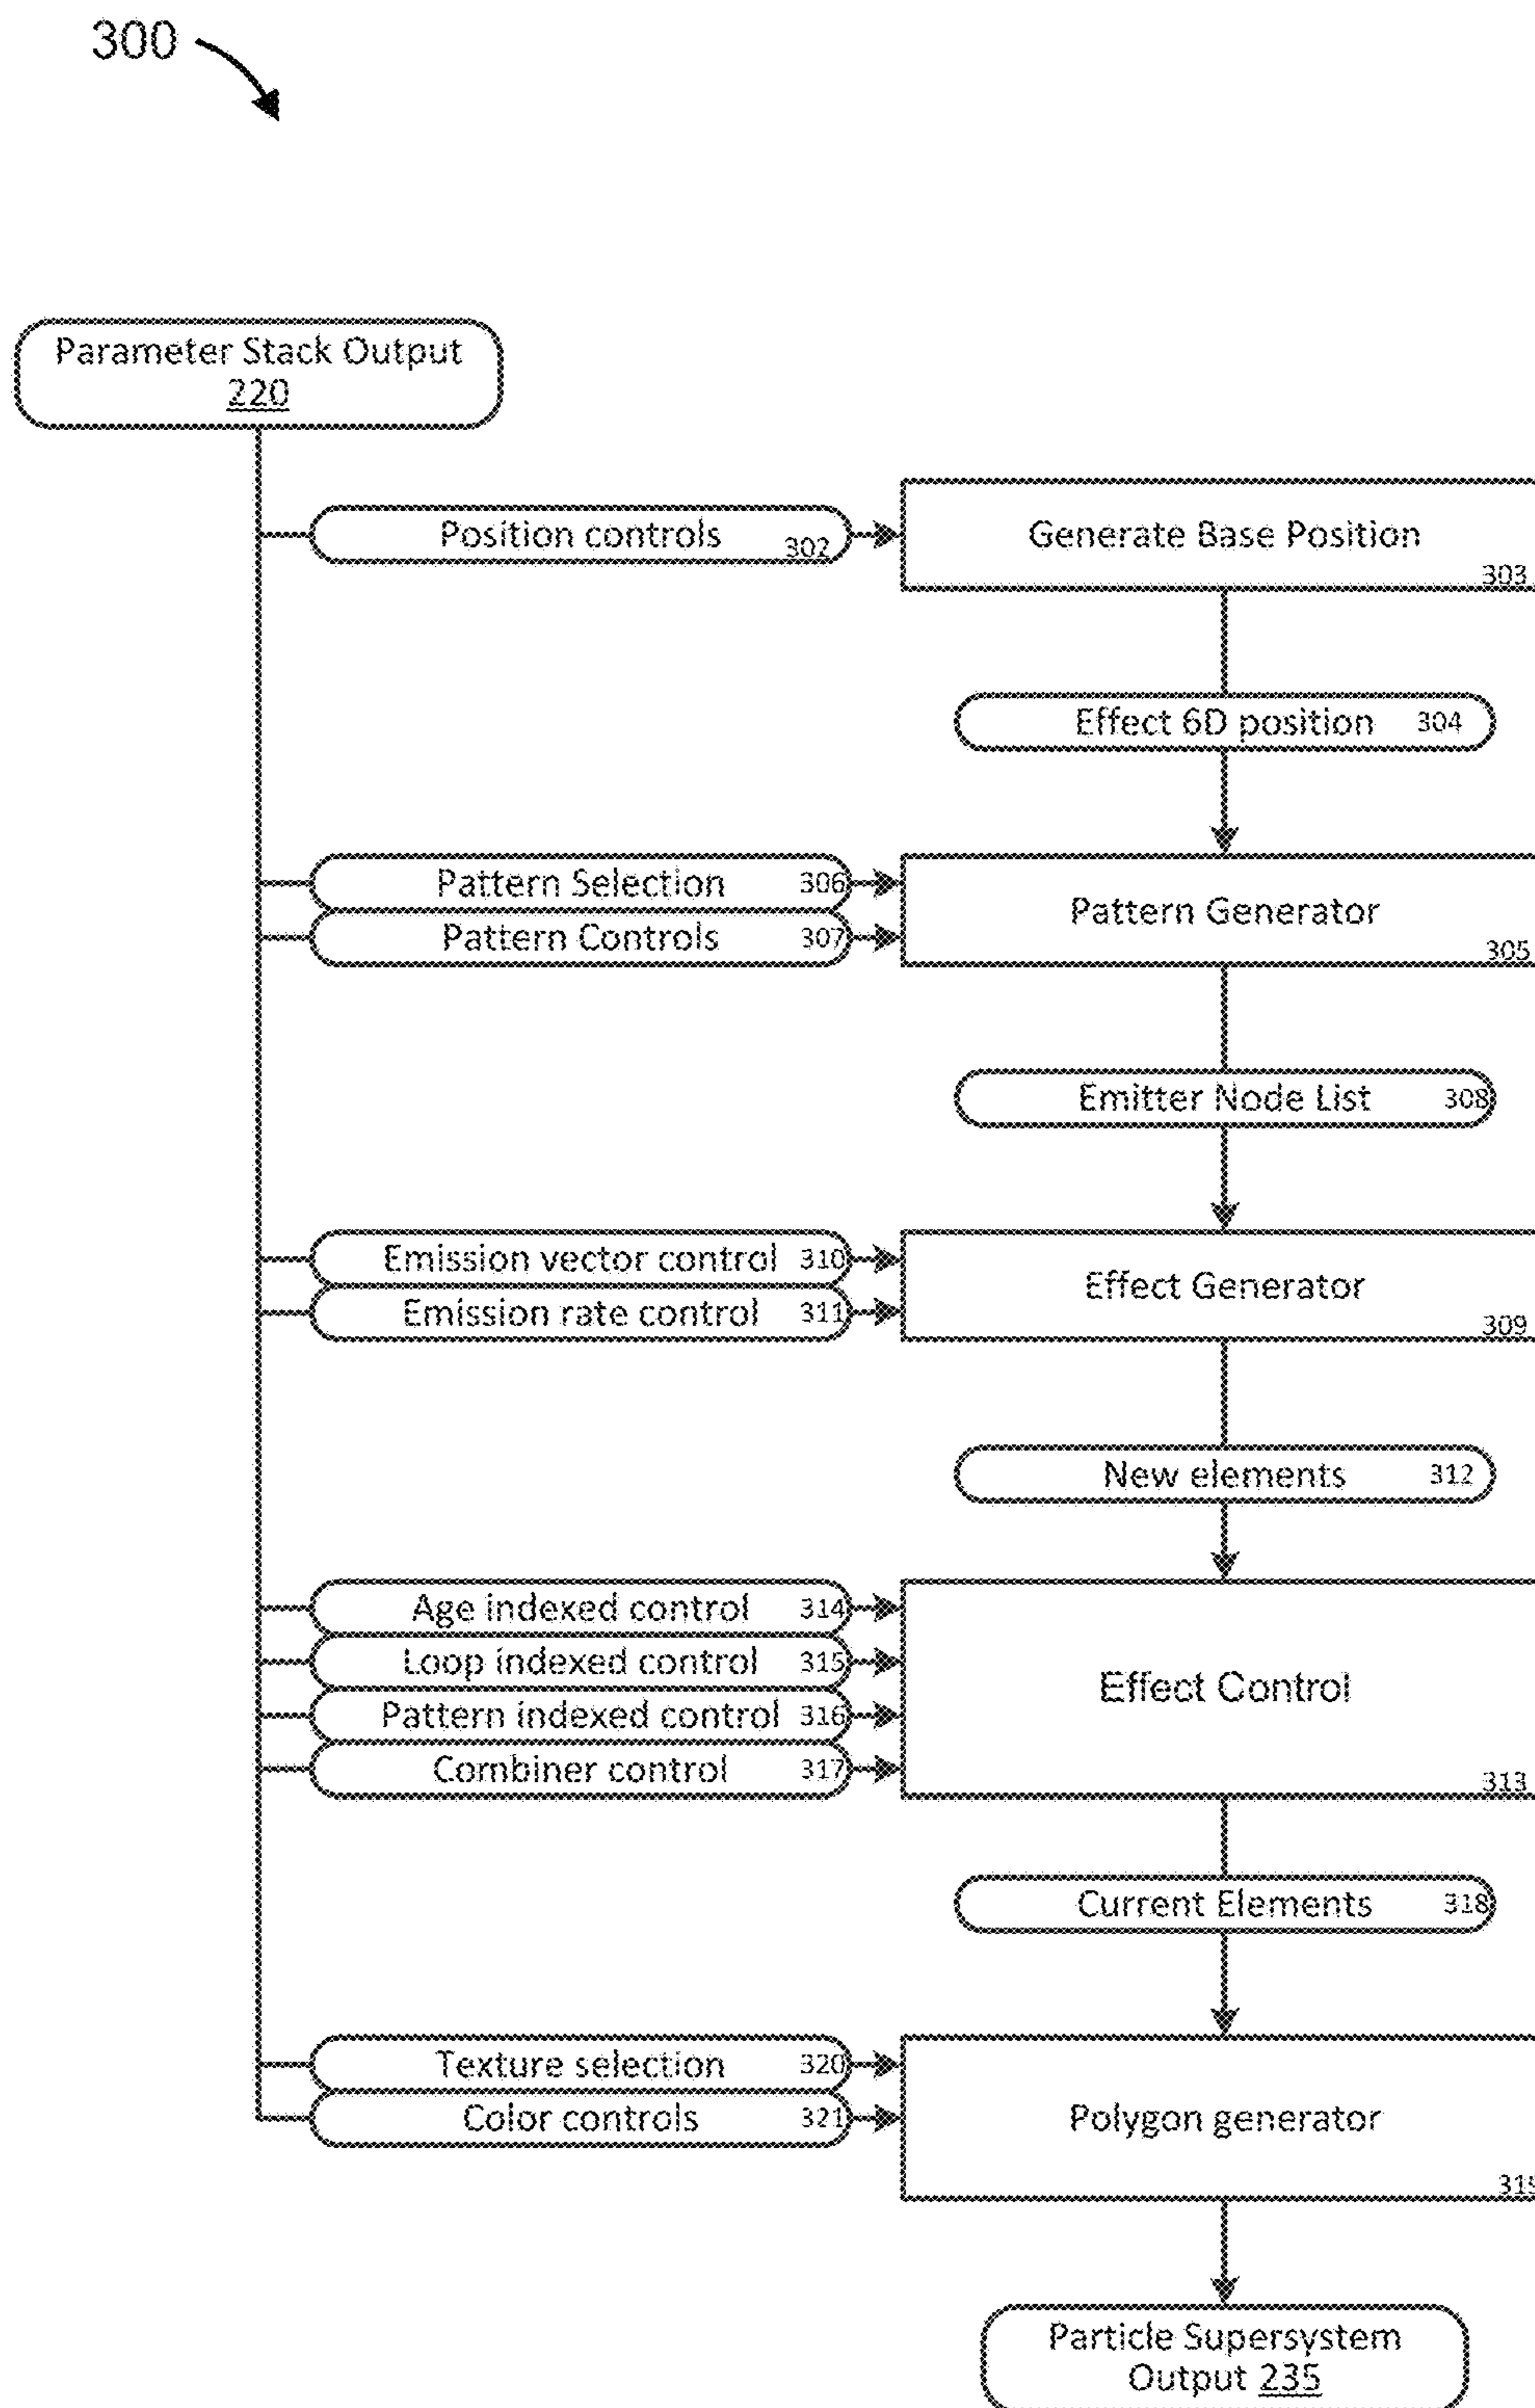 300
Parameter Stack Output
220
Position controls 302
Generate Base Position
303
Effect 6D position 304
Pattern Selection 306
Pattern Controls 307
Pattern Generator
305
Emitter Node List 308
Emission vector control 310
Emission rate control 311
Effect Generator
309
New elements 312
Age indexed control 314
Loop indexed control 315
Pattern indexed control 316
Combiner control 317
Effect Control
313
Current Elements 318
Texture selection 320
Color controls 321
Polygon generator
319
Particle Supersystem
Output 235